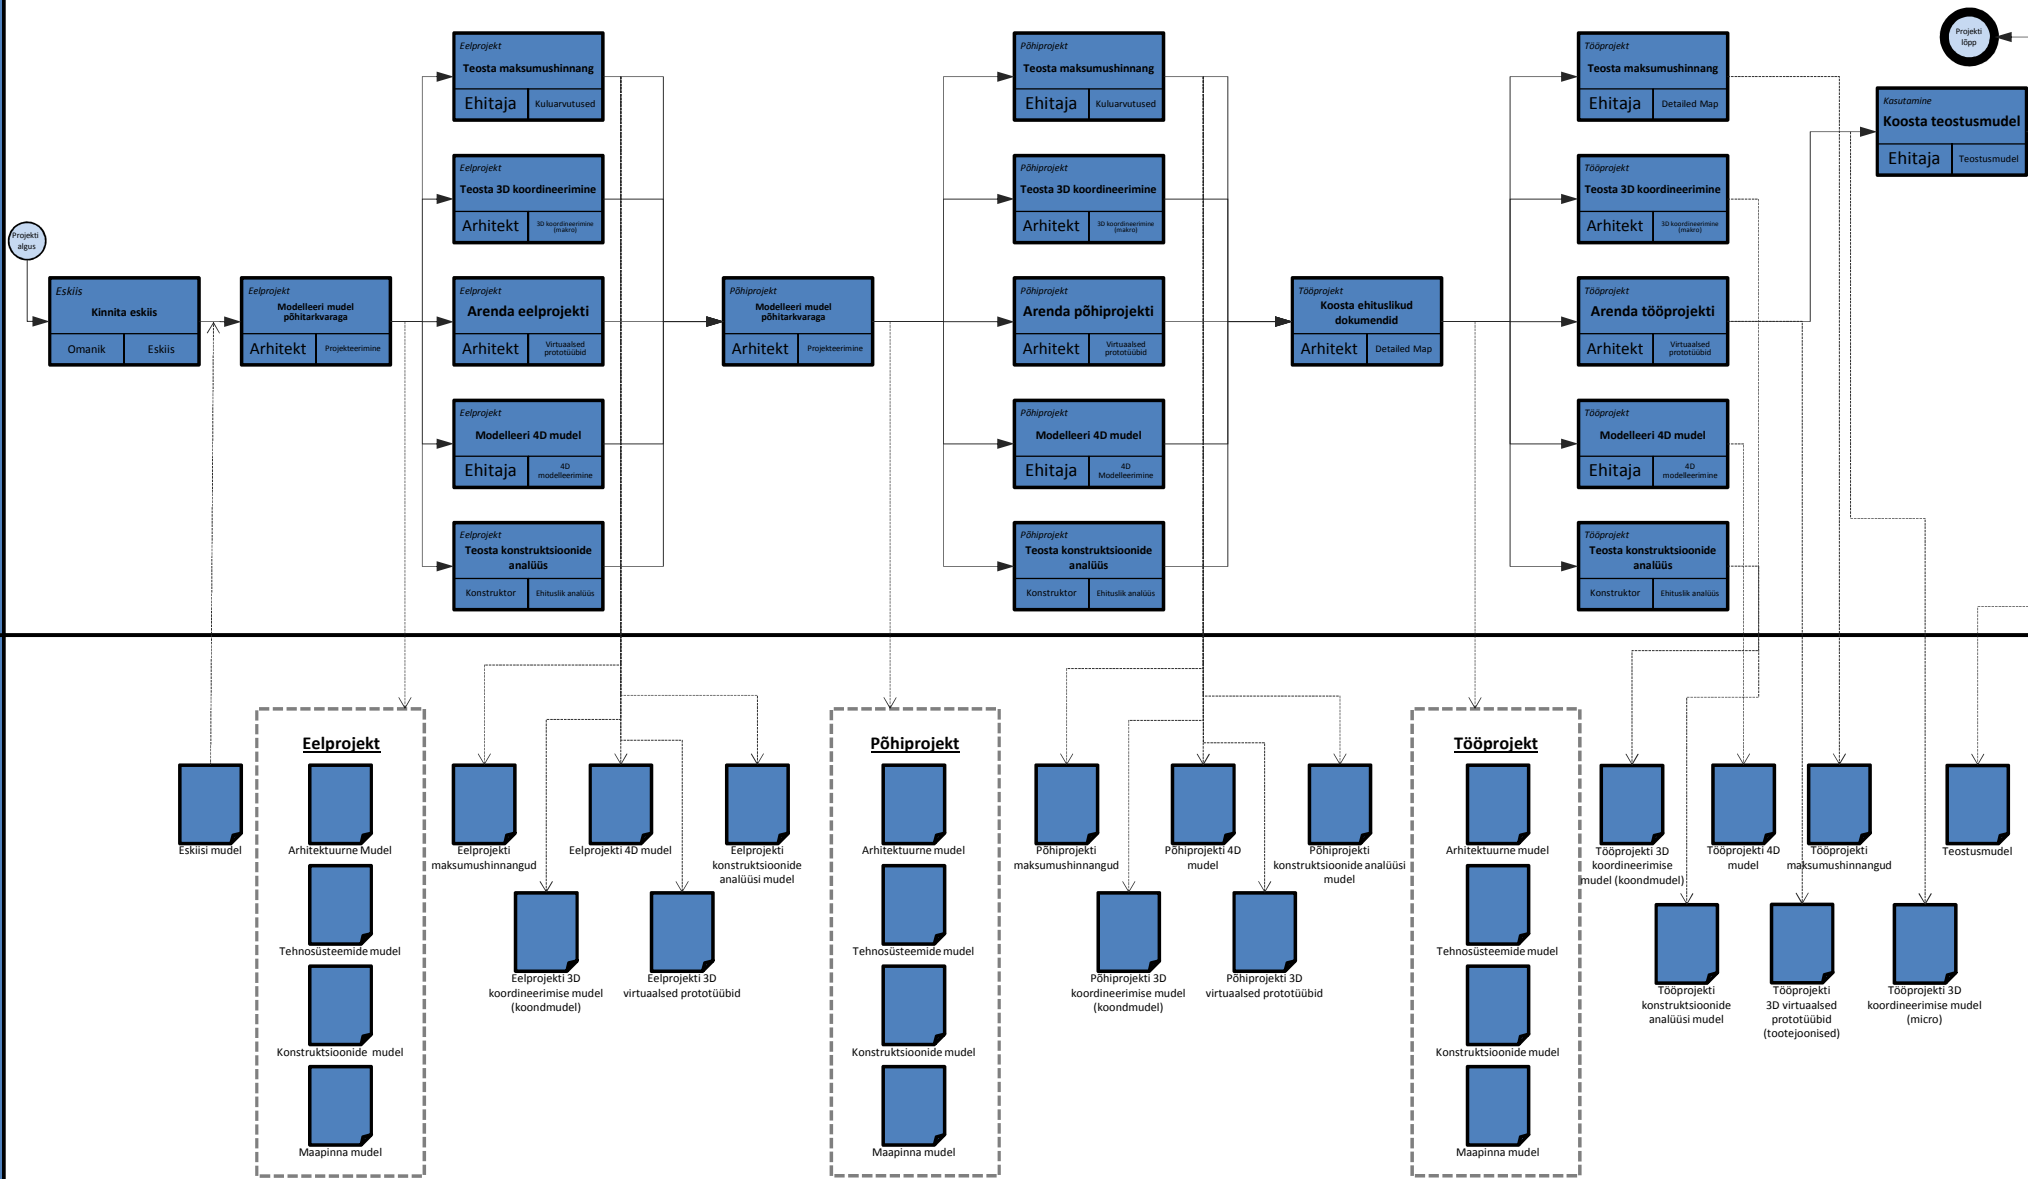 Projekti
algus
Eskiis
Kinnita eskiis
Omanik
Eskiis
Eelprojekt
Modelleeri mudel
põhitarkvaraga
Arhitekt
Projekteerimine
Eelprojekt
Teosta maksumushinnang
Ehitaja
Kuluarvutused
Eelprojekt
Teosta 3D koordineerimine
Arhitekt
3D koordineerimine
(makro)
Eelprojekt
Arenda eelprojekti
Arhitekt
Virtuaalsed
prototüübid
Eelprojekt
Modelleeri 4D mudel
Ehitaja
4D
modelleerimine
Eelprojekt
Teosta konstruktsioonide
analüüs
Konstruktor
Ehituslik analüüs
Põhiprojekt
Modelleeri mudel
põhitarkvaraga
Arhitekt
Projekteerimine
Põhiprojekt
Teosta maksumushinnang
Ehitaja
Kuluarvutused
Põhiprojekt
Teosta 3D koordineerimine
Arhitekt
3D koordineerimine
(makro)
Põhiprojekt
Arenda põhiprojekti
Arhitekt
Virtuaalsed
prototüübid
Põhiprojekt
Modelleeri 4D mudel
Ehitaja
4D
Modelleerimine
Põhiprojekt
Teosta konstruktsioonide
analüüs
Konstruktor
Ehituslik analüüs
Tööprojekt
Koosta ehituslikud
dokumendid
Arhitekt
Detailed Map
Tööprojekt
Teosta maksumushinnang
Ehitaja
Detailed Map
Tööprojekt
Teosta 3D koordineerimine
Arhitekt
3D koordineerimine
(makro)
Tööprojekt
Arenda tööprojekti
Arhitekt
Virtuaalsed
prototüübid
Tööprojekt
Modelleeri 4D mudel
Ehitaja
4D
modelleerimine
Tööprojekt
Teosta konstruktsioonide
analüüs
Konstruktor
Ehituslik analüüs
Projekti
lõpp
Kasutamine
Koosta teostusmudel
Ehitaja
Teostusmudel
Eskiisi mudel
Eelprojekt
Arhitektuurne Mudel
Tehnosüsteemide mudel
Konstruktsioonide mudel
Maapinna mudel
Eelprojekti
maksumushinnangud
Eelprojekti 4D mudel
Eelprojekti
konstruktsioonide
analüüsi mudel
Eelprojekti 3D
koordineerimise mudel
(koondmudel)
Eelprojekti 3D
virtuaalsed prototüübid
Põhiprojekt
Arhitektuurne mudel
Tehnosüsteemide mudel
Konstruktsioonide mudel
Maapinna mudel
Põhiprojekti
maksumushinnangud
Põhiprojekti 4D
mudel
Põhiprojekti
konstruktsioonide analüüsi
mudel
Põhiprojekti 3D
koordineerimise mudel
(koondmudel)
Põhiprojekti 3D
virtuaalsed prototüübid
Tööprojekt
Arhitektuurne mudel
Tehnosüsteemide mudel
Konstruktsioonide mudel
Maapinna mudel
Tööprojekti 3D
koordineerimise
mudel (koondmudel)
Tööprojekti 4D
mudel
Tööprojekti
maksumushinnangud
Teostusmudel
Tööprojekti
konstruktsioonide
analüüsi mudel
Tööprojekti
3D virtuaalsed
prototüübid
(tootejoonised)
Tööprojekti 3D
koordineerimise mudel
(micro)